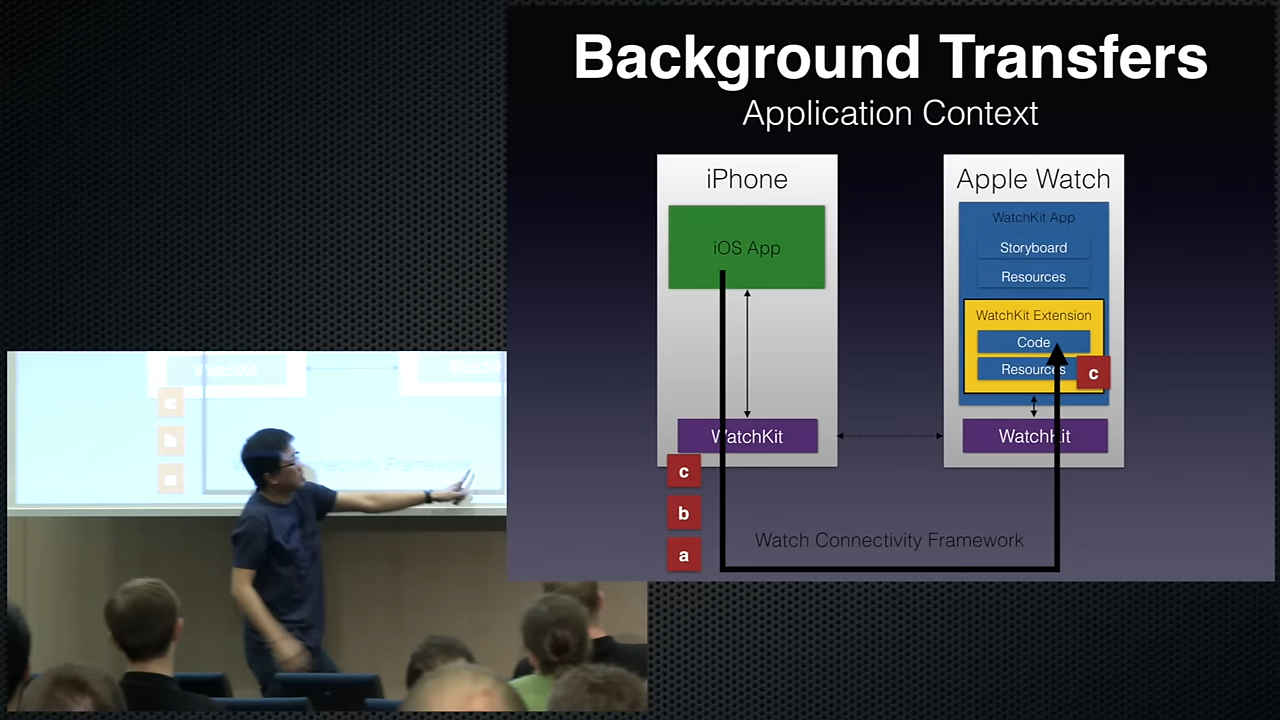 Background Transfers
Application Context
iPhone
iOS App
WatchKit
c
b
a
Apple Watch
WatchKit App
Storyboard
Resources
WatchKit Extension
Code
Resources
c
WatchKit
Watch Connectivity Framework
WatchKit
c
b
a